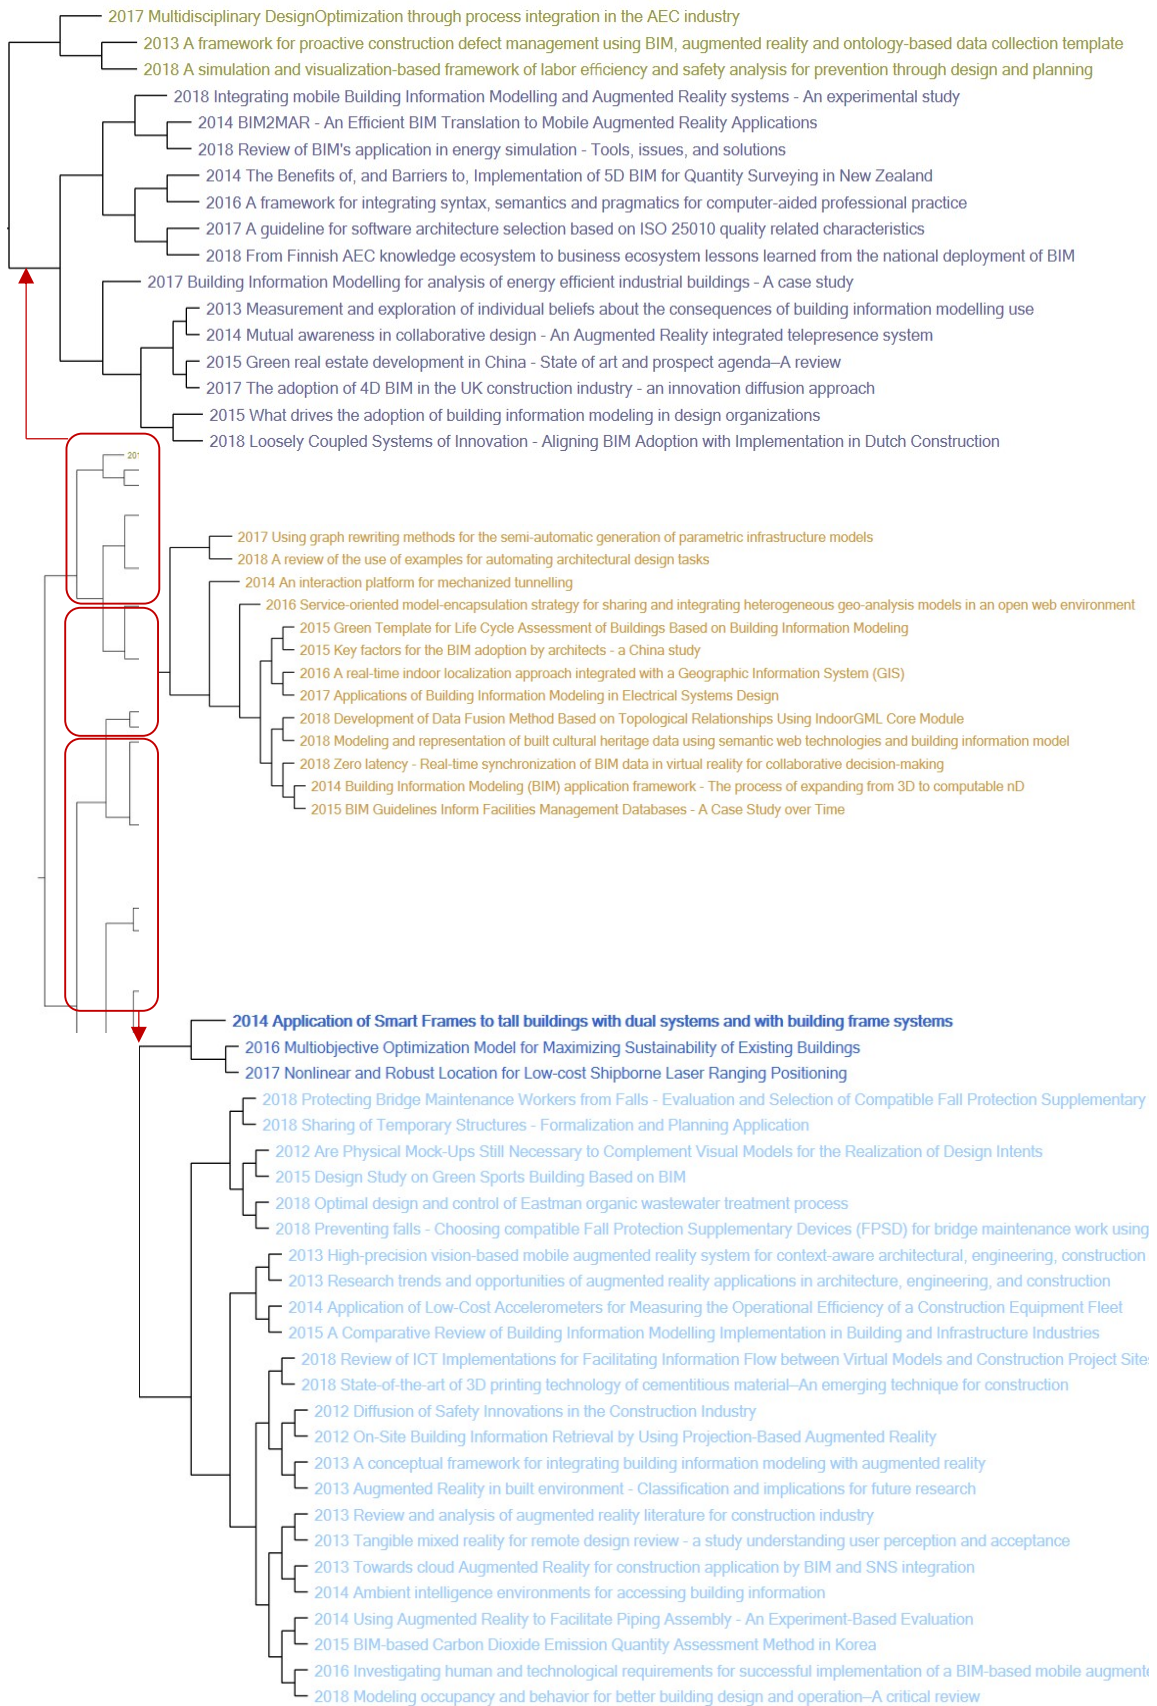 2017 Multidisciplinary DesignOptimization through process integration in the AEC industry
2013 A framework for proactive construction defect management using BIM, augmented reality and ontology-based data collection template
2018 A simulation and visualization-based framework of labor efficiency and safety analysis for prevention through design and planning
2018 Integrating mobile Building Information Modelling and Augmented Reality systems - An experimental study
2014 BIM2MAR - An Efficient BIM Translation to Mobile Augmented Reality Applications
2018 Review of BIM's application in energy simulation - Tools, issues, and solutions
2014 The Benefits of, and Barriers to, Implementation of 5D BIM for Quantity Surveying in New Zealand
2016 A framework for integrating syntax, semantics and pragmatics for computer-aided professional practice
2017 A guideline for software architecture selection based on ISO 25010 quality related characteristics
2018 From Finnish AEC knowledge ecosystem to business ecosystem lessons learned from the national deployment of BIM
2017 Building Information Modelling for analysis of energy efficient industrial buildings - A case study
2013 Measurement and exploration of individual beliefs about the consequences of building information modelling use
2014 Mutual awareness in collaborative design - An Augmented Reality integrated telepresence system
2015 Green real estate development in China - State of art and prospect agenda—A review
2017 The adoption of 4D BIM in the UK construction industry - an innovation diffusion approach
2015 What drives the adoption of building information modeling in design organizations
2018 Loosely Coupled Systems of Innovation - Aligning BIM Adoption with Implementation in Dutch Construction
2017 Using graph rewriting methods for the semi-automatic generation of parametric infrastructure models
2018 A review of the use of examples for automating architectural design tasks
2014 An interaction platform for mechanized tunnelling
2016 Service-oriented model-encapsulation strategy for sharing and integrating heterogeneous geo-analysis models in an open web environment
2015 Green Template for Life Cycle Assessment of Buildings Based on Building Information Modeling
2015 Key factors for the BIM adoption by architects - a China study
2016 A real-time indoor localization approach integrated with a Geographic Information System (GIS)
2017 Applications of Building Information Modeling in Electrical Systems Design
2018 Development of Data Fusion Method Based on Topological Relationships Using IndoorGML Core Module
2018 Modeling and representation of built cultural heritage data using semantic web technologies and building information model
2018 Zero latency - Real-time synchronization of BIM data in virtual reality for collaborative decision-making
2014 Building Information Modeling (BIM) application framework - The process of expanding from 3D to computable nD
2015 BIM Guidelines Inform Facilities Management Databases - A Case Study over Time
2014 Application of Smart Frames to tall buildings with dual systems and with building frame systems
2016 Multiobjective Optimization Model for Maximizing Sustainability of Existing Buildings
2017 Nonlinear and Robust Location for Low-cost Shipborne Laser Ranging Positioning
2018 Protecting Bridge Maintenance Workers from Falls - Evaluation and Selection of Compatible Fall Protection Supplementary
2018 Sharing of Temporary Structures - Formalization and Planning Application
2012 Are Physical Mock-Ups Still Necessary to Complement Visual Models for the Realization of Design Intents
2015 Design Study on Green Sports Building Based on BIM
2018 Optimal design and control of Eastman organic wastewater treatment process
2018 Preventing falls - Choosing compatible Fall Protection Supplementary Devices (FPSD) for bridge maintenance work using
2013 High-precision vision-based mobile augmented reality system for context-aware architectural, engineering, construction
2013 Research trends and opportunities of augmented reality applications in architecture, engineering, and construction
2014 Application of Low-Cost Accelerometers for Measuring the Operational Efficiency of a Construction Equipment Fleet
2015 A Comparative Review of Building Information Modelling Implementation in Building and Infrastructure Industries
2018 Review of ICT Implementations for Facilitating Information Flow between Virtual Models and Construction Project Sites
2018 State-of-the-art of 3D printing technology of cementitious material—An emerging technique for construction
2012 Diffusion of Safety Innovations in the Construction Industry
2012 On-Site Building Information Retrieval by Using Projection-Based Augmented Reality
2013 A conceptual framework for integrating building information modeling with augmented reality
2013 Augmented Reality in built environment - Classification and implications for future research
2013 Review and analysis of augmented reality literature for construction industry
2013 Tangible mixed reality for remote design review - a study understanding user perception and acceptance
2013 Towards cloud Augmented Reality for construction application by BIM and SNS integration
2014 Ambient intelligence environments for accessing building information
2014 Using Augmented Reality to Facilitate Piping Assembly - An Experiment-Based Evaluation
2015 BIM-based Carbon Dioxide Emission Quantity Assessment Method in Korea
2016 Investigating human and technological requirements for successful implementation of a BIM-based mobile augmente
2018 Modeling occupancy and behavior for better building design and operation—A critical review